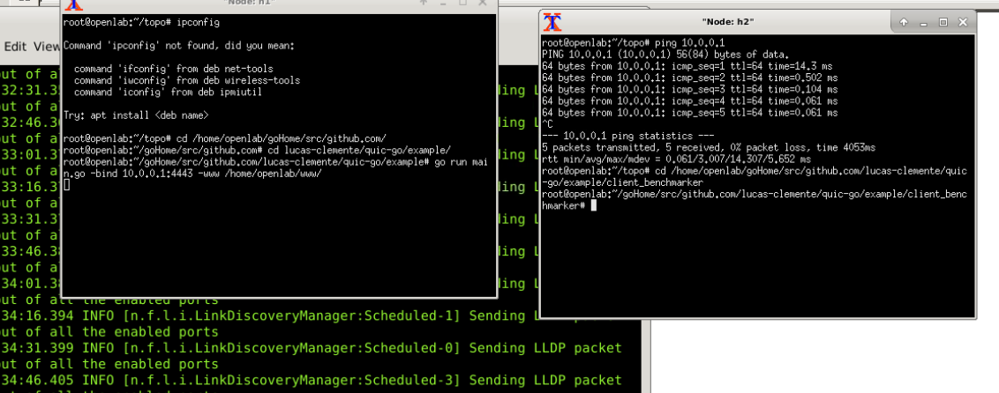 "Node: h1"
root@openlab:~/topo# ipconfig
Command 'ipconfig' not found, did you mean:
command 'ifconfig' from deb net-tools
command 'iwconfig' from deb wireless-tools
command 'iconfig' from deb ipmiutil
Try: apt install <deb name>
root@openlab:~/topo# cd /home/openlab/goHome/src/github.com/
root@openlab:~/goHome/src/github.com# cd lucas-clemente/quic-go/example/
root@openlab:~/goHome/src/github.com/lucas-clemente/quic-go/example# go run mai
n.go -bind 10.0.0.1:4443 -www /home/openlab/www/
"Node: h2"
root@openlab:~/topo# ping 10.0.0.1
PING 10.0.0.1 (10.0.0.1) 56(84) bytes of data.
64 bytes from 10.0.0.1: icmp_seq=1 ttl=64 time=14.3 ms
64 bytes from 10.0.0.1: icmp_seq=2 ttl=64 time=0.502 ms
64 bytes from 10.0.0.1: icmp_seq=3 ttl=64 time=0.104 ms
64 bytes from 10.0.0.1: icmp_seq=4 ttl=64 time=0.061 ms
64 bytes from 10.0.0.1: icmp_seq=5 ttl=64 time=0.061 ms
^C
--- 10.0.0.1 ping statistics ---
5 packets transmitted, 5 received, 0% packet loss, time 4053ms
rtt min/avg/max/mdev = 0.061/3.007/14.307/5.652 ms
root@openlab:~/topo# cd /home/openlab/goHome/src/github.com/lucas-clemente/quic
-go/example/client_benchmarker
root@openlab:~/goHome/src/github.com/lucas-clemente/quic-go/example/client_benc
hmarker#
Edit View
out of a
32:31.3
out of a
32:46.3
out of a
33:01.3
out of a
33:16.3
out of a
33:31.3
out of a
33:46.3
out of a
34:01.3
out of all the enabled ports
34:16.394 INFO [n.f.l.i.LinkDiscoveryManager:Scheduled-1] Sending L
out of all the enabled ports
34:31.399 INFO [n.f.l.i.LinkDiscoveryManager:Scheduled-0] Sending LLDP packet
out of all the enabled ports
34:46.405 INFO [n.f.l.i.LinkDiscoveryManager:Scheduled-3] Sending LLDP packet